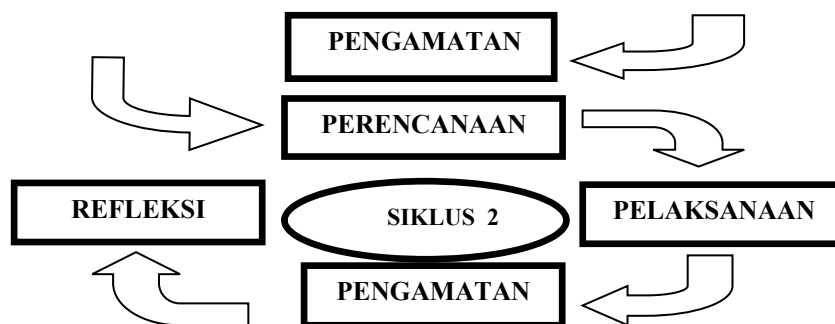 PENGAMATAN
PERENCANAAN
REFLEKSI
SIKLUS 2
PELAKSANAAN
PENGAMATAN